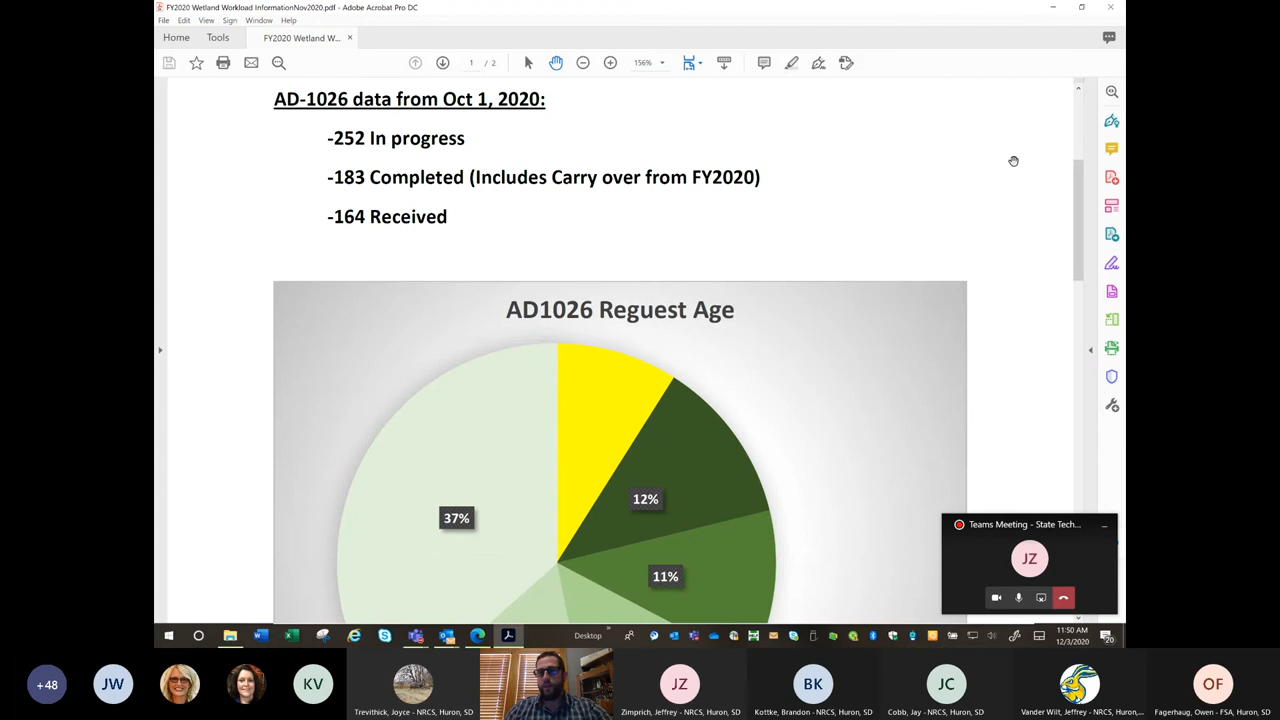 FY2020 Wetland Workload InformationNov2020.pdf - Adobe Acrobat Pro DC
File Edit View Sign Window Help
Home Tools FY2020 Wetland W... ×
1 / 2 156%
AD-1026 data from Oct 1, 2020:
-252 In progress
-183 Completed (Includes Carry over from FY2020)
-164 Received
AD1026 Reguest Age
12%
37%
11%
Teams Meeting - State Tech...
JZ
Desktop
11:50 AM
12/3/2020
20
+48 JW KV JZ BK JC OF
Trevithick, Joyce - NRCS, Huron, SD
Zimprich, Jeffrey - NRCS, Huron, SD
Kottke, Brandon - NRCS, Huron, SD
Cobb, Jay - NRCS, Huron, SD
Vander Wilt, Jeffrey - NRCS, Huron,...
Fagerhaug, Owen - FSA, Huron, SD